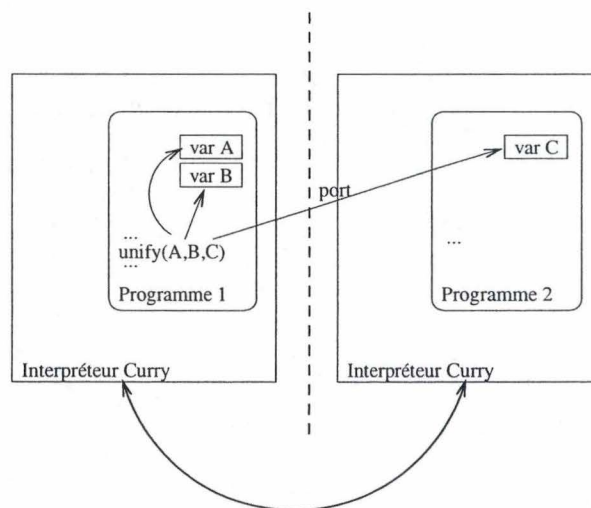 var A
var B
...
unify(A,B,C)
...
Programme 1
Interpréteur Curry
port
var C
...
Programme 2
Interpréteur Curry